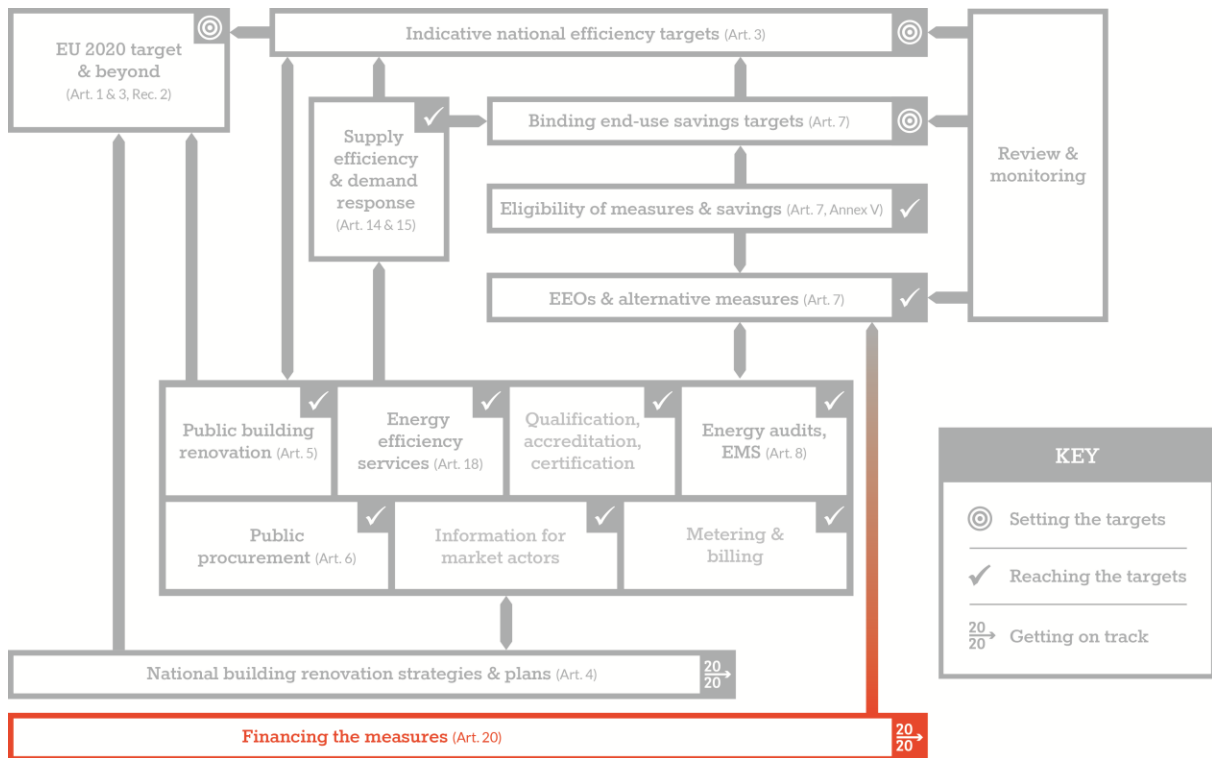 EU 2020 target
& beyond
(Art. 1 & 3, Rec. 2)
Indicative national efficiency targets (Art. 3)
Supply
efficiency
& demand
response
(Art. 14 & 15)
Binding end-use savings targets (Art. 7)
Eligibility of measures & savings (Art. 7, Annex V)
EEOs & alternative measures (Art. 7)
Review &
monitoring
Public building
renovation (Art. 5)
Energy
efficiency
services (Art. 18)
Qualification,
accreditation,
certification
Energy audits,
EMS (Art. 8)
Public
procurement (Art. 6)
Information for
market actors
Metering &
billing
National building renovation strategies & plans (Art. 4)
20
20
Financing the measures (Art. 20)
20
20
KEY
Setting the targets
Reaching the targets
20
20
Getting on track